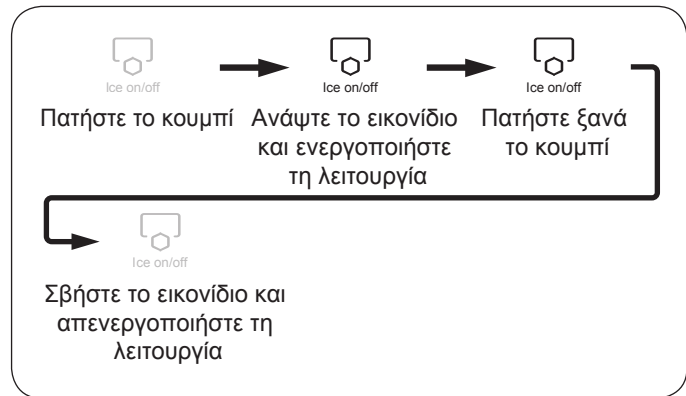 Ice on/off
Πατήστε το κουμπί
Ice on/off
Ανάψτε το εικονίδιο
και ενεργοποιήστε
τη λειτουργία
Ice on/off
Πατήστε ξανά
το κουμπί
Ice on/off
Σβήστε το εικονίδιο και
απενεργοποιήστε τη
λειτουργία